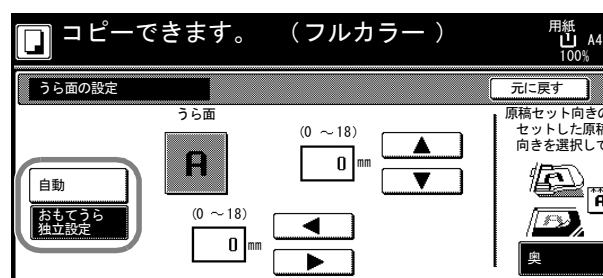 コピーできます。 （フルカラー）
用紙
A4
100%
うら面の設定
元に戻す
うら面
A
(0 ～18)
0 mm
自動
おもてうら
独立設定
(0 ～18)
0 mm
原稿セット向きの
セットした原稿
向きを選択して
A
A
奥